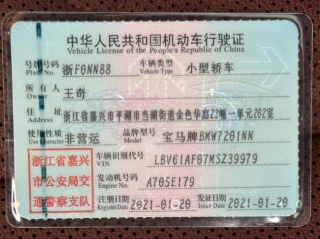 中华人民共和国机动车行驶证
Vehicle License of the People's Republic of China
号牌号码 浙F0NN88 车辆类型 小型轿车
Plate No. Vehicle Type
所有人 王奇
Owner
住址 浙江省嘉兴市平湖市当湖街道金色华庭23幢一单元202室
使用性质 非营运 品牌型号 宝马牌BMW7201NN
浙江省嘉兴
市公安局交
通警察支队
车辆识别代号 LBV61AF07MSZ39979
VIN
发动机号码 A705E179
Engine No.
注册日期 2021-01-20 发证日期 2021-01-20
Register Date Issue Date